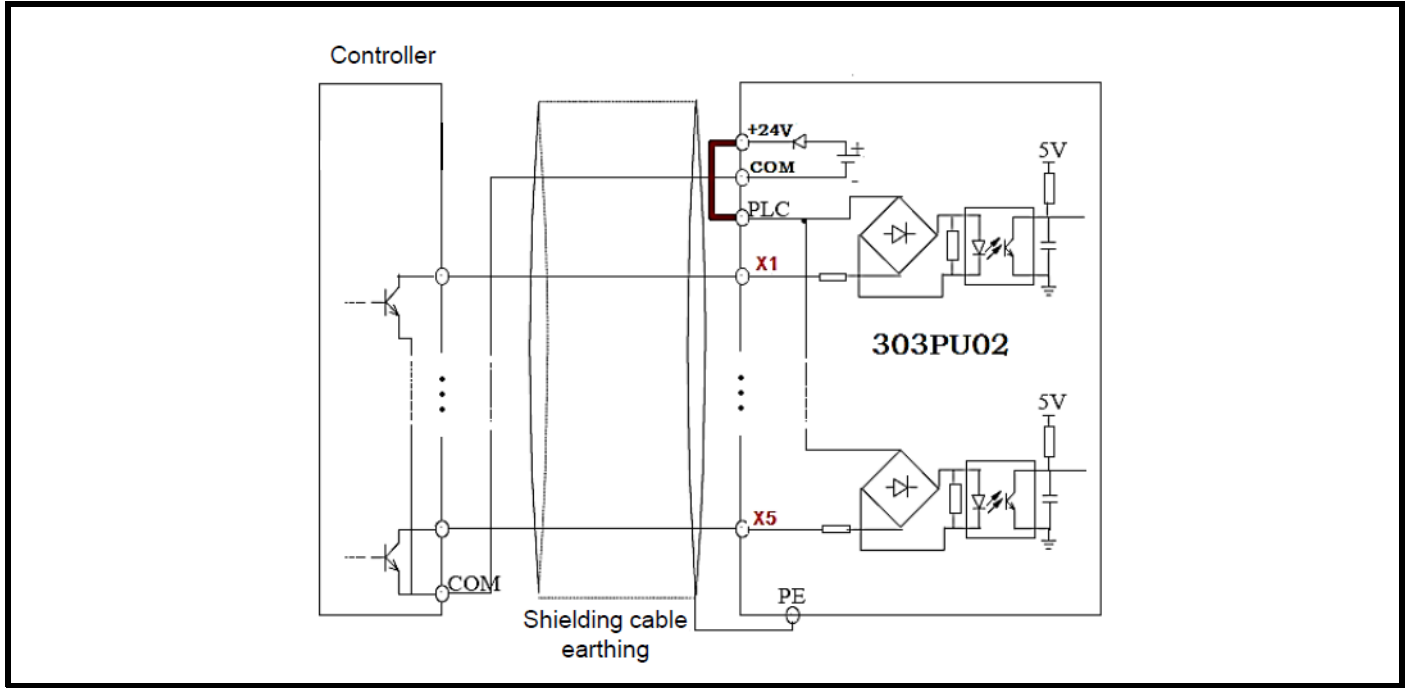 Controller
+24V
+
COM
-
5V
PLC
X1
303PU02
5V
X5
COM
PE
Shielding cable
earthing